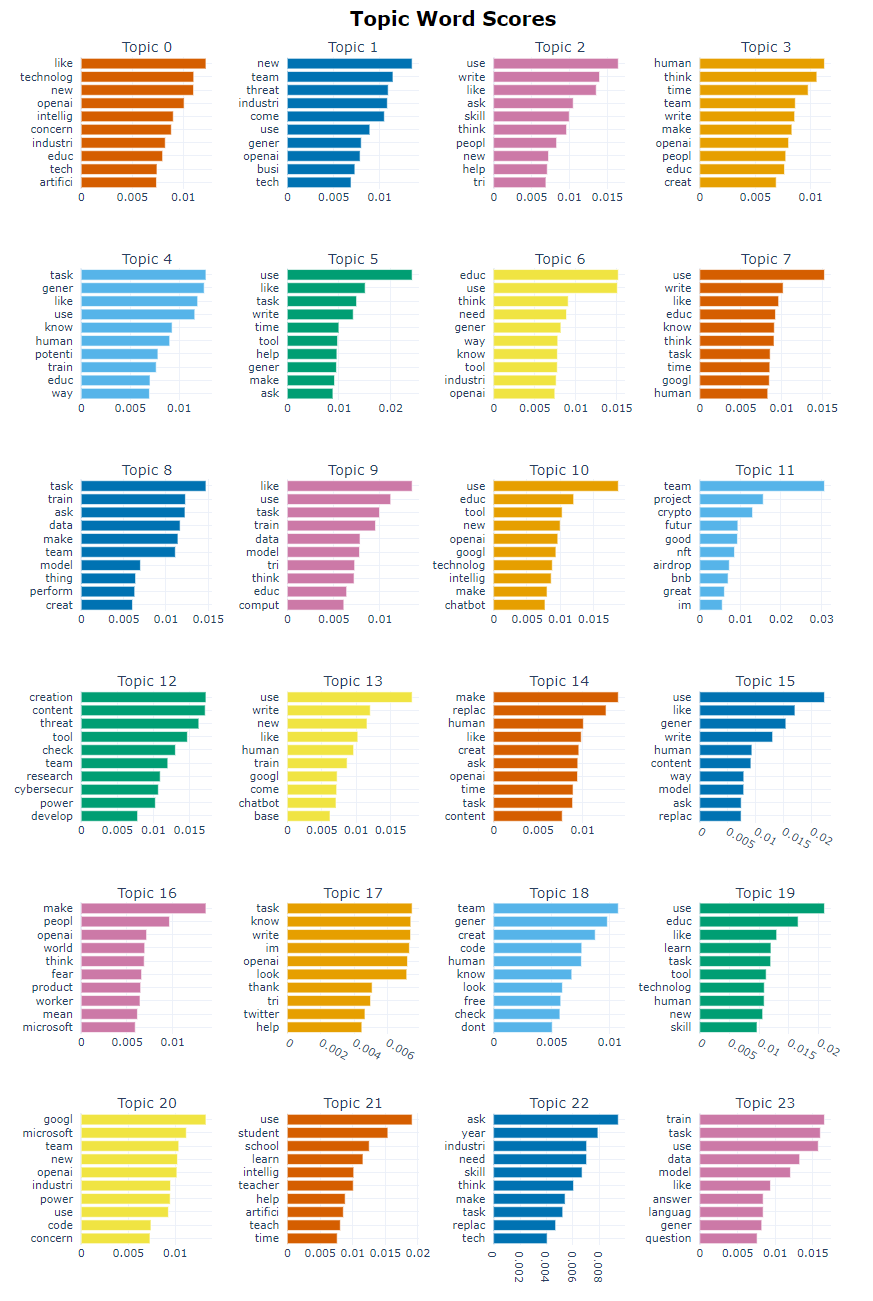 Topic Word Scores
Topic 0
like
technolog
new
openai
intellig
concern
industri
educ
tech
artifici
0 0.005 0.01
Topic 1
new
team
threat
industri
come
use
gener
openai
busi
tech
0 0.005 0.01
Topic 2
use
write
like
ask
skill
think
peopl
new
help
tri
0 0.005 0.01 0.015
Topic 3
human
think
time
team
write
make
openai
peopl
educ
creat
0 0.005 0.01
Topic 4
task
gener
like
use
know
human
potenti
train
educ
way
0 0.005 0.01
Topic 5
use
like
task
write
time
tool
help
gener
make
ask
0 0.01 0.02
Topic 6
educ
use
think
need
gener
way
know
tool
industri
openai
0 0.005 0.01 0.015
Topic 7
use
write
like
educ
know
think
task
time
googl
human
0 0.005 0.01 0.015
Topic 8
task
train
ask
data
make
team
model
thing
perform
creat
0 0.005 0.01 0.015
Topic 9
like
use
task
train
data
model
tri
think
educ
comput
0 0.005 0.01
Topic 10
use
educ
tool
new
openai
googl
technolog
intellig
make
chatbot
0 0.005 0.01 0.015
Topic 11
team
project
crypto
futur
good
nft
airdrop
bnb
great
im
0 0.01 0.02 0.03
Topic 12
creation
content
threat
tool
check
team
research
cybersecur
power
develop
0 0.005 0.01 0.015
Topic 13
use
write
new
like
human
train
googl
come
chatbot
base
0 0.005 0.01 0.015
Topic 14
make
replac
human
like
creat
ask
openai
time
task
content
0 0.005 0.01
Topic 15
use
like
gener
write
human
content
way
model
ask
replac
0 0.005 0.01 0.015 0.02
Topic 16
make
peopl
openai
world
think
fear
product
worker
mean
microsoft
0 0.005 0.01
Topic 17
task
know
write
im
openai
look
thank
tri
twitter
help
0 0.002 0.004 0.006
Topic 18
team
gener
creat
code
human
know
look
free
check
dont
0 0.005 0.01
Topic 19
use
educ
like
learn
task
tool
technolog
human
new
skill
0 0.005 0.01 0.015 0.02
Topic 20
googl
microsoft
team
new
openai
industri
power
use
code
concern
0 0.005 0.01
Topic 21
use
student
school
learn
intellig
teacher
help
artifici
teach
time
0 0.005 0.01 0.015 0.02
Topic 22
ask
year
industri
need
skill
think
make
task
replac
tech
0 0.002 0.004 0.006 0.008
Topic 23
train
task
use
data
model
like
answer
languag
gener
question
0 0.005 0.01 0.015